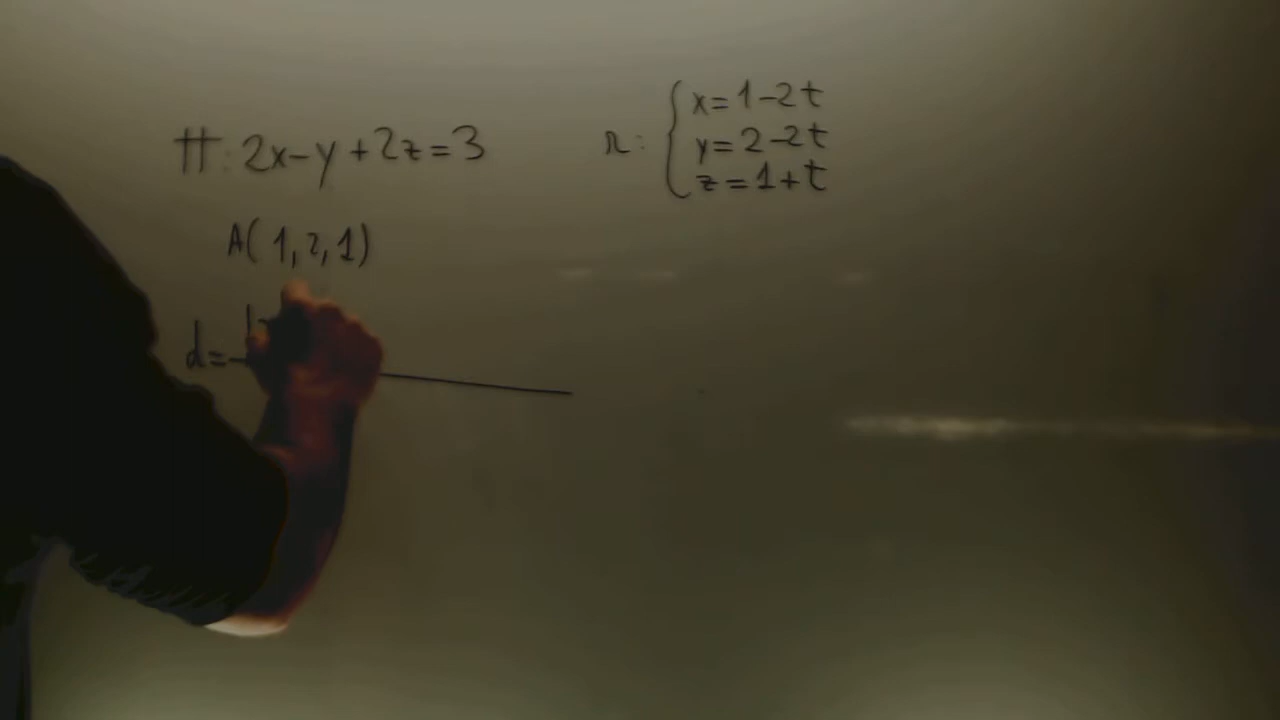 π: 2x-y+2z=3
r: { x=1-2t
y=2-2t
z=1+t
A(1,2,1)
d=